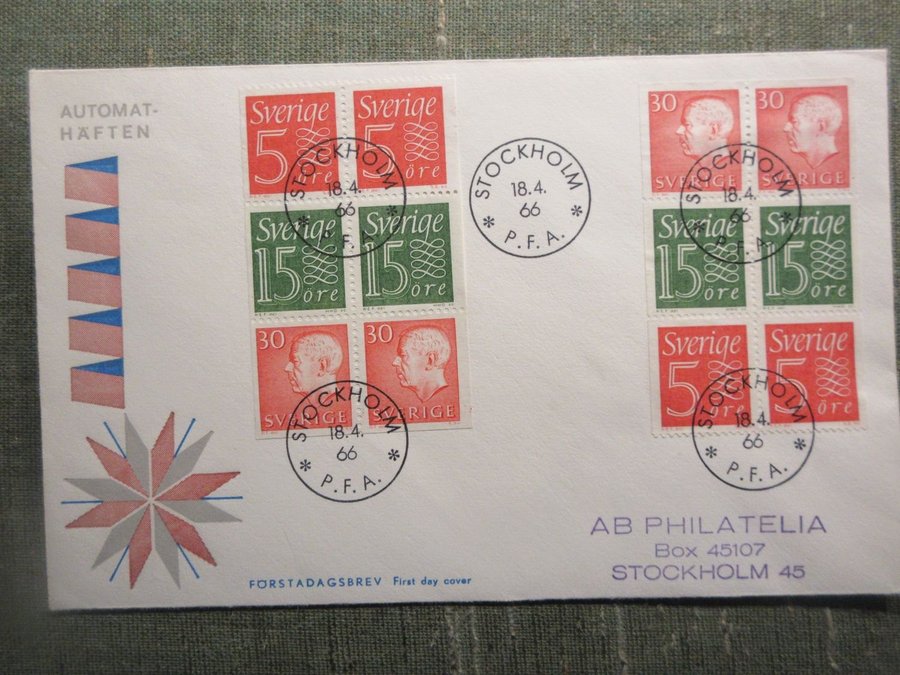 AUTOMAT-
HÄFTEN
Sverige
5
öre
Sverige
5
öre
Sverige
15
öre
Sverige
15
öre
30
SVERIGE
30
SVERIGE
STOCKHOLM
18.4.
66
* P.F.A. *
STOCKHOLM
18.4.
66
* P.F.A. *
STOCKHOLM
18.4.
66
* P.F.A. *
30
SVERIGE
30
SVERIGE
Sverige
15
öre
Sverige
15
öre
Sverige
5
öre
Sverige
5
öre
STOCKHOLM
18.4.
66
* P.F.A. *
STOCKHOLM
18.4.
66
* P.F.A. *
AB PHILATELIA
Box 45107
STOCKHOLM 45
FÖRSTADAGSBREV First day cover